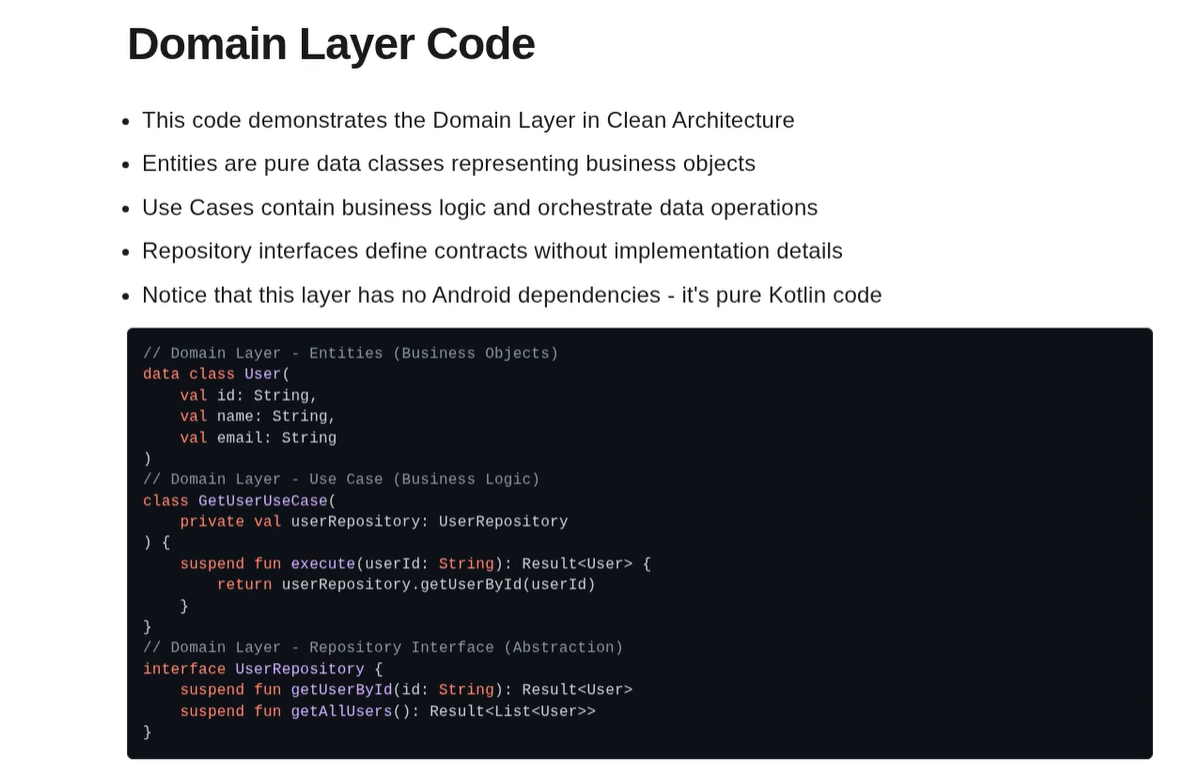 Domain Layer Code
• This code demonstrates the Domain Layer in Clean Architecture
• Entities are pure data classes representing business objects
• Use Cases contain business logic and orchestrate data operations
• Repository interfaces define contracts without implementation details
• Notice that this layer has no Android dependencies - it's pure Kotlin code
// Domain Layer - Entities (Business Objects)
data class User(
    val id: String,
    val name: String,
    val email: String
)
// Domain Layer - Use Case (Business Logic)
class GetUserUseCase(
    private val userRepository: UserRepository
) {
    suspend fun execute(userId: String): Result<User> {
        return userRepository.getUserById(userId)
    }
}
// Domain Layer - Repository Interface (Abstraction)
interface UserRepository {
    suspend fun getUserById(id: String): Result<User>
    suspend fun getAllUsers(): Result<List<User>>
}